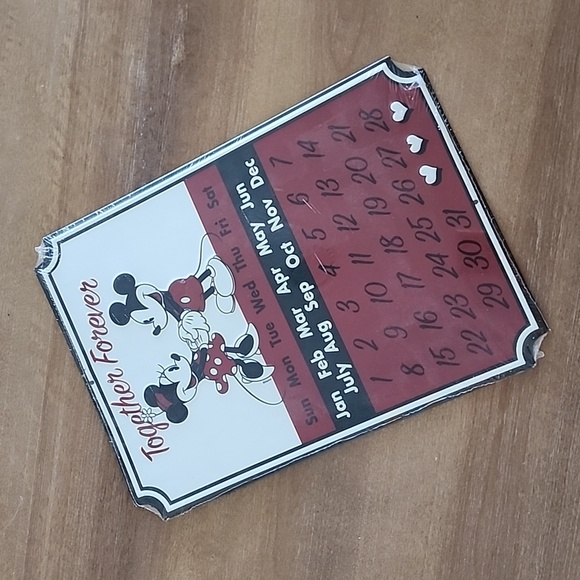 Together Forever
Sun Mon Tue Wed Thu Fri Sat
Jan Feb Mar Apr May Jun
July Aug Sep Oct Nov Dec
1 2 3 4 5 6 7
8 9 10 11 12 13 14
15 16 17 18 19 20 21
22 23 24 25 26 27 28
29 30 31